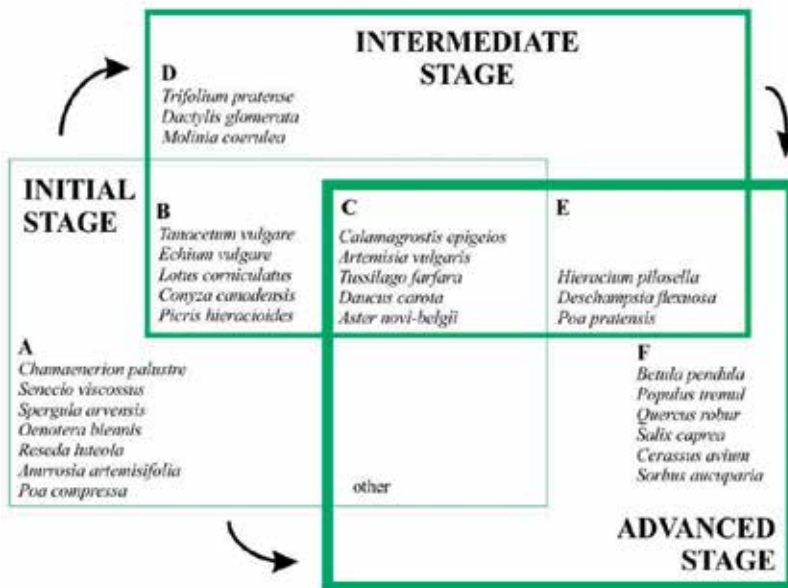 INTERMEDIATE
STAGE
D
Trifolium pratense
Dactylis glomerata
Molinia coerulea
INITIAL
STAGE
B
Tanacetum vulgare
Echium vulgare
Lotus corniculatus
Conyza canadensis
Picris hieracioides
C
Calamagrostis epigeios
Artemisia vulgaris
Tussilago farfara
Daucus carota
Aster novi-belgii
E
Hieracium pilosella
Deschampsia flexuosa
Poa pratensis
A
Chamaenerion palustre
Senecio viscossus
Spergula arvensis
Oenotera biennis
Reseda luteola
Amrrosia artemisifolia
Poa compressa
other
F
Betula pendula
Populus tremul
Quercus robur
Salix caprea
Cerassus avium
Sorbus aucuparia
ADVANCED
STAGE